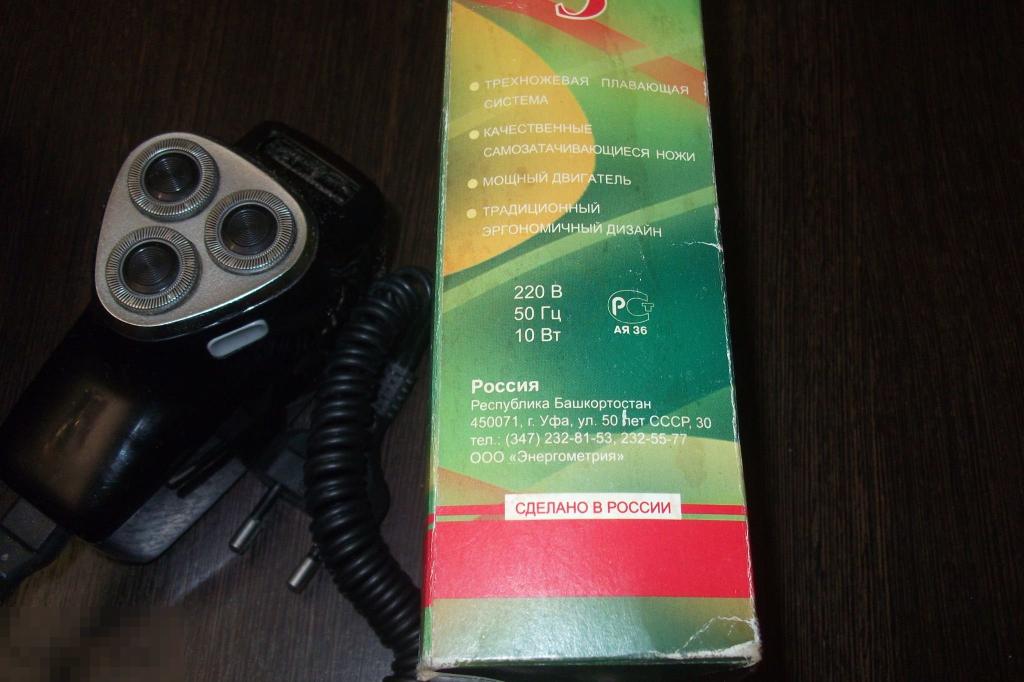 ТРЕХНОЖЕВАЯ ПЛАВАЮЩАЯ
СИСТЕМА
КАЧЕСТВЕННЫЕ
САМОЗАТАЧИВАЮЩИЕСЯ НОЖИ
МОЩНЫЙ ДВИГАТЕЛЬ
ТРАДИЦИОННЫЙ
ЭРГОНОМИЧНЫЙ ДИЗАЙН
220 В
50 Гц
10 Вт
РСТ
АЯ 36
Россия
Республика Башкортостан
450071, г. Уфа, ул. 50 лет СССР, 30
тел.: (347) 232-81-53, 232-55-77
ООО «Энергометрия»
СДЕЛАНО В РОССИИ